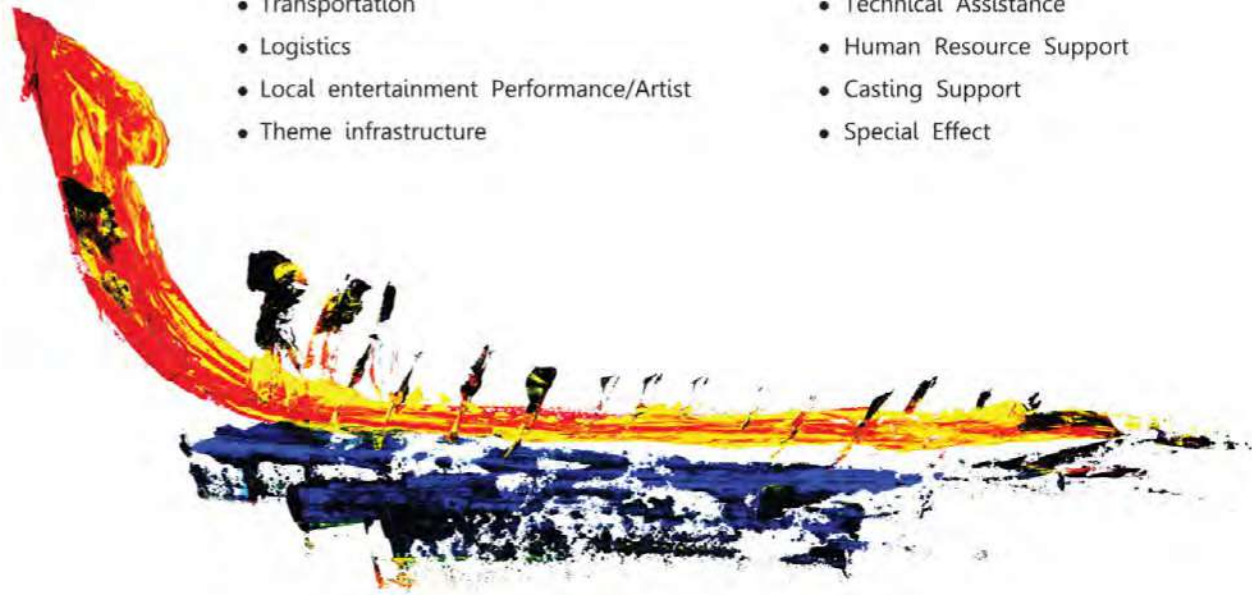 • Transportation
• Logistics
• Local entertainment Performance/Artist
• Theme infrastructure
• Technical Assistance
• Human Resource Support
• Casting Support
• Special Effect